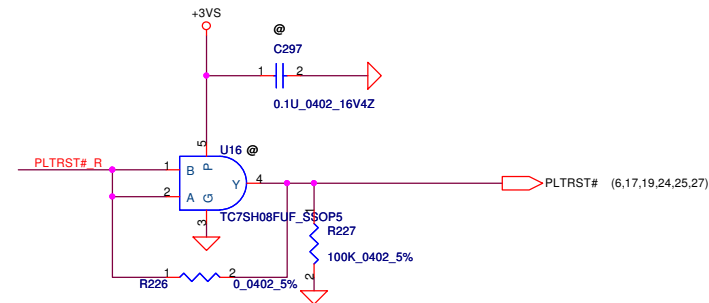 +3VS
@
C297
1
2
0.1U_0402_16V4Z
5
U16 @
PLTRST#_R
1
B
P
Y
4
PLTRST#
(6,17,19,24,25,27)
2
A
G
3
TC7SH08FUF_SSOP5
1
R227
100K_0402_5%
2
1
2
R226
0_0402_5%